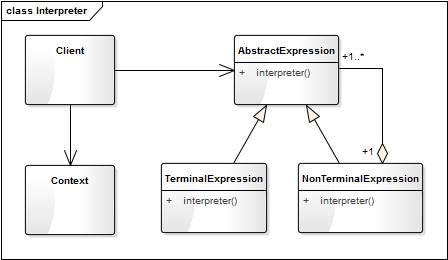 class Interpreter
Client
AbstractExpression
+ interpreter()
+1..*
+1
Context
TerminalExpression
+ interpreter()
NonTerminalExpression
+ interpreter()